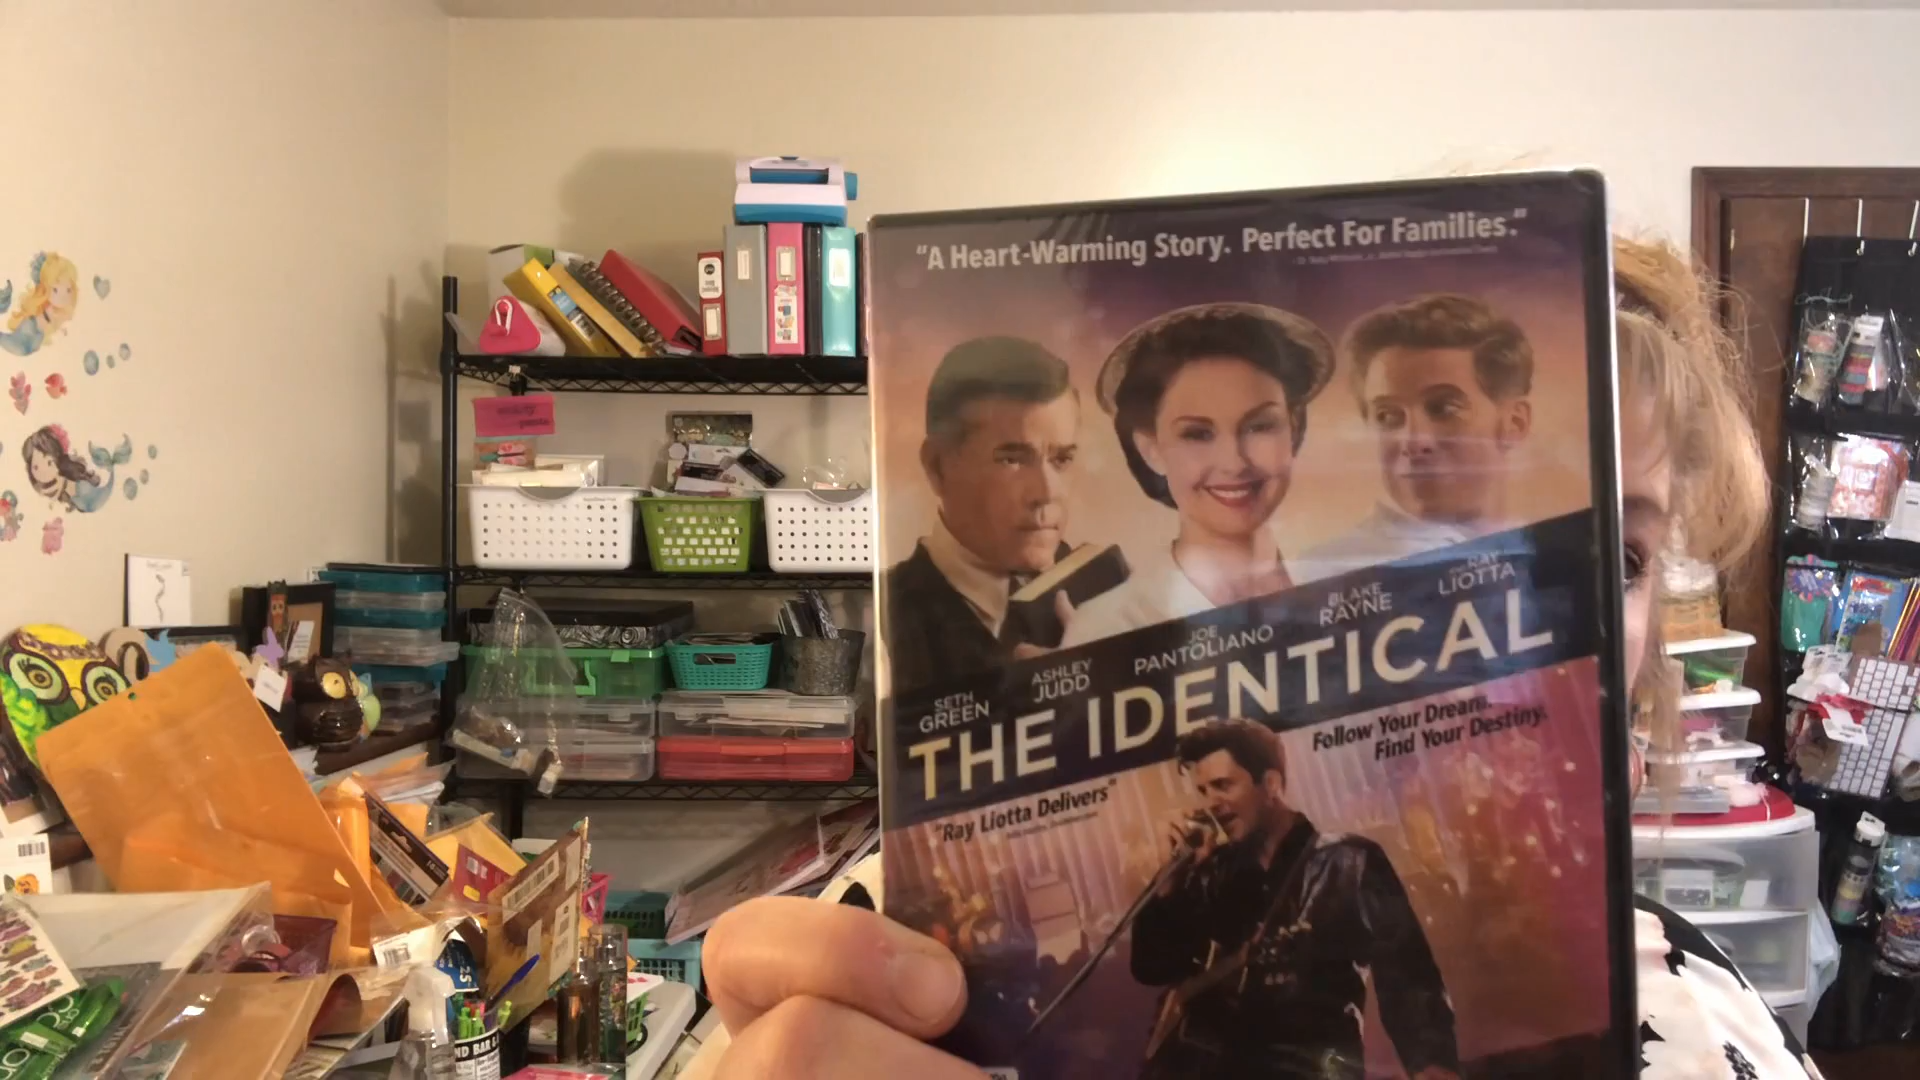 "A Heart-Warming Story. Perfect For Families."
SETH
GREEN
ASHLEY
JUDD
JOE
PANTOLIANO
BLAKE
RAYNE
RAY
LIOTTA
THE IDENTICAL
Follow Your Dream.
Find Your Destiny.
"Ray Liotta Delivers"